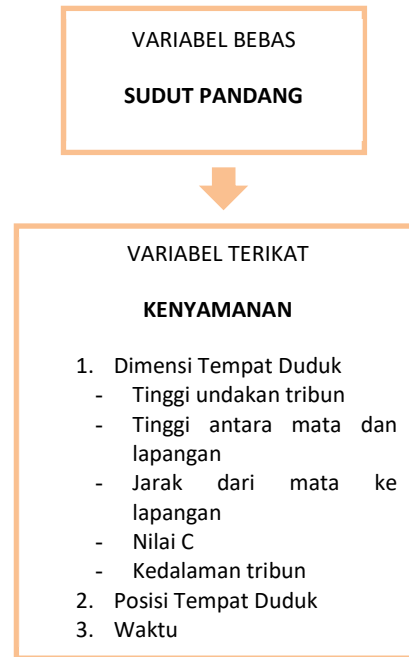 VARIABEL BEBAS
SUDUT PANDANG
VARIABEL TERIKAT
KENYAMANAN
1. Dimensi Tempat Duduk
- Tinggi undakan tribun
- Tinggi antara mata dan
lapangan
- Jarak dari mata ke
lapangan
- Nilai C
- Kedalaman tribun
2. Posisi Tempat Duduk
3. Waktu